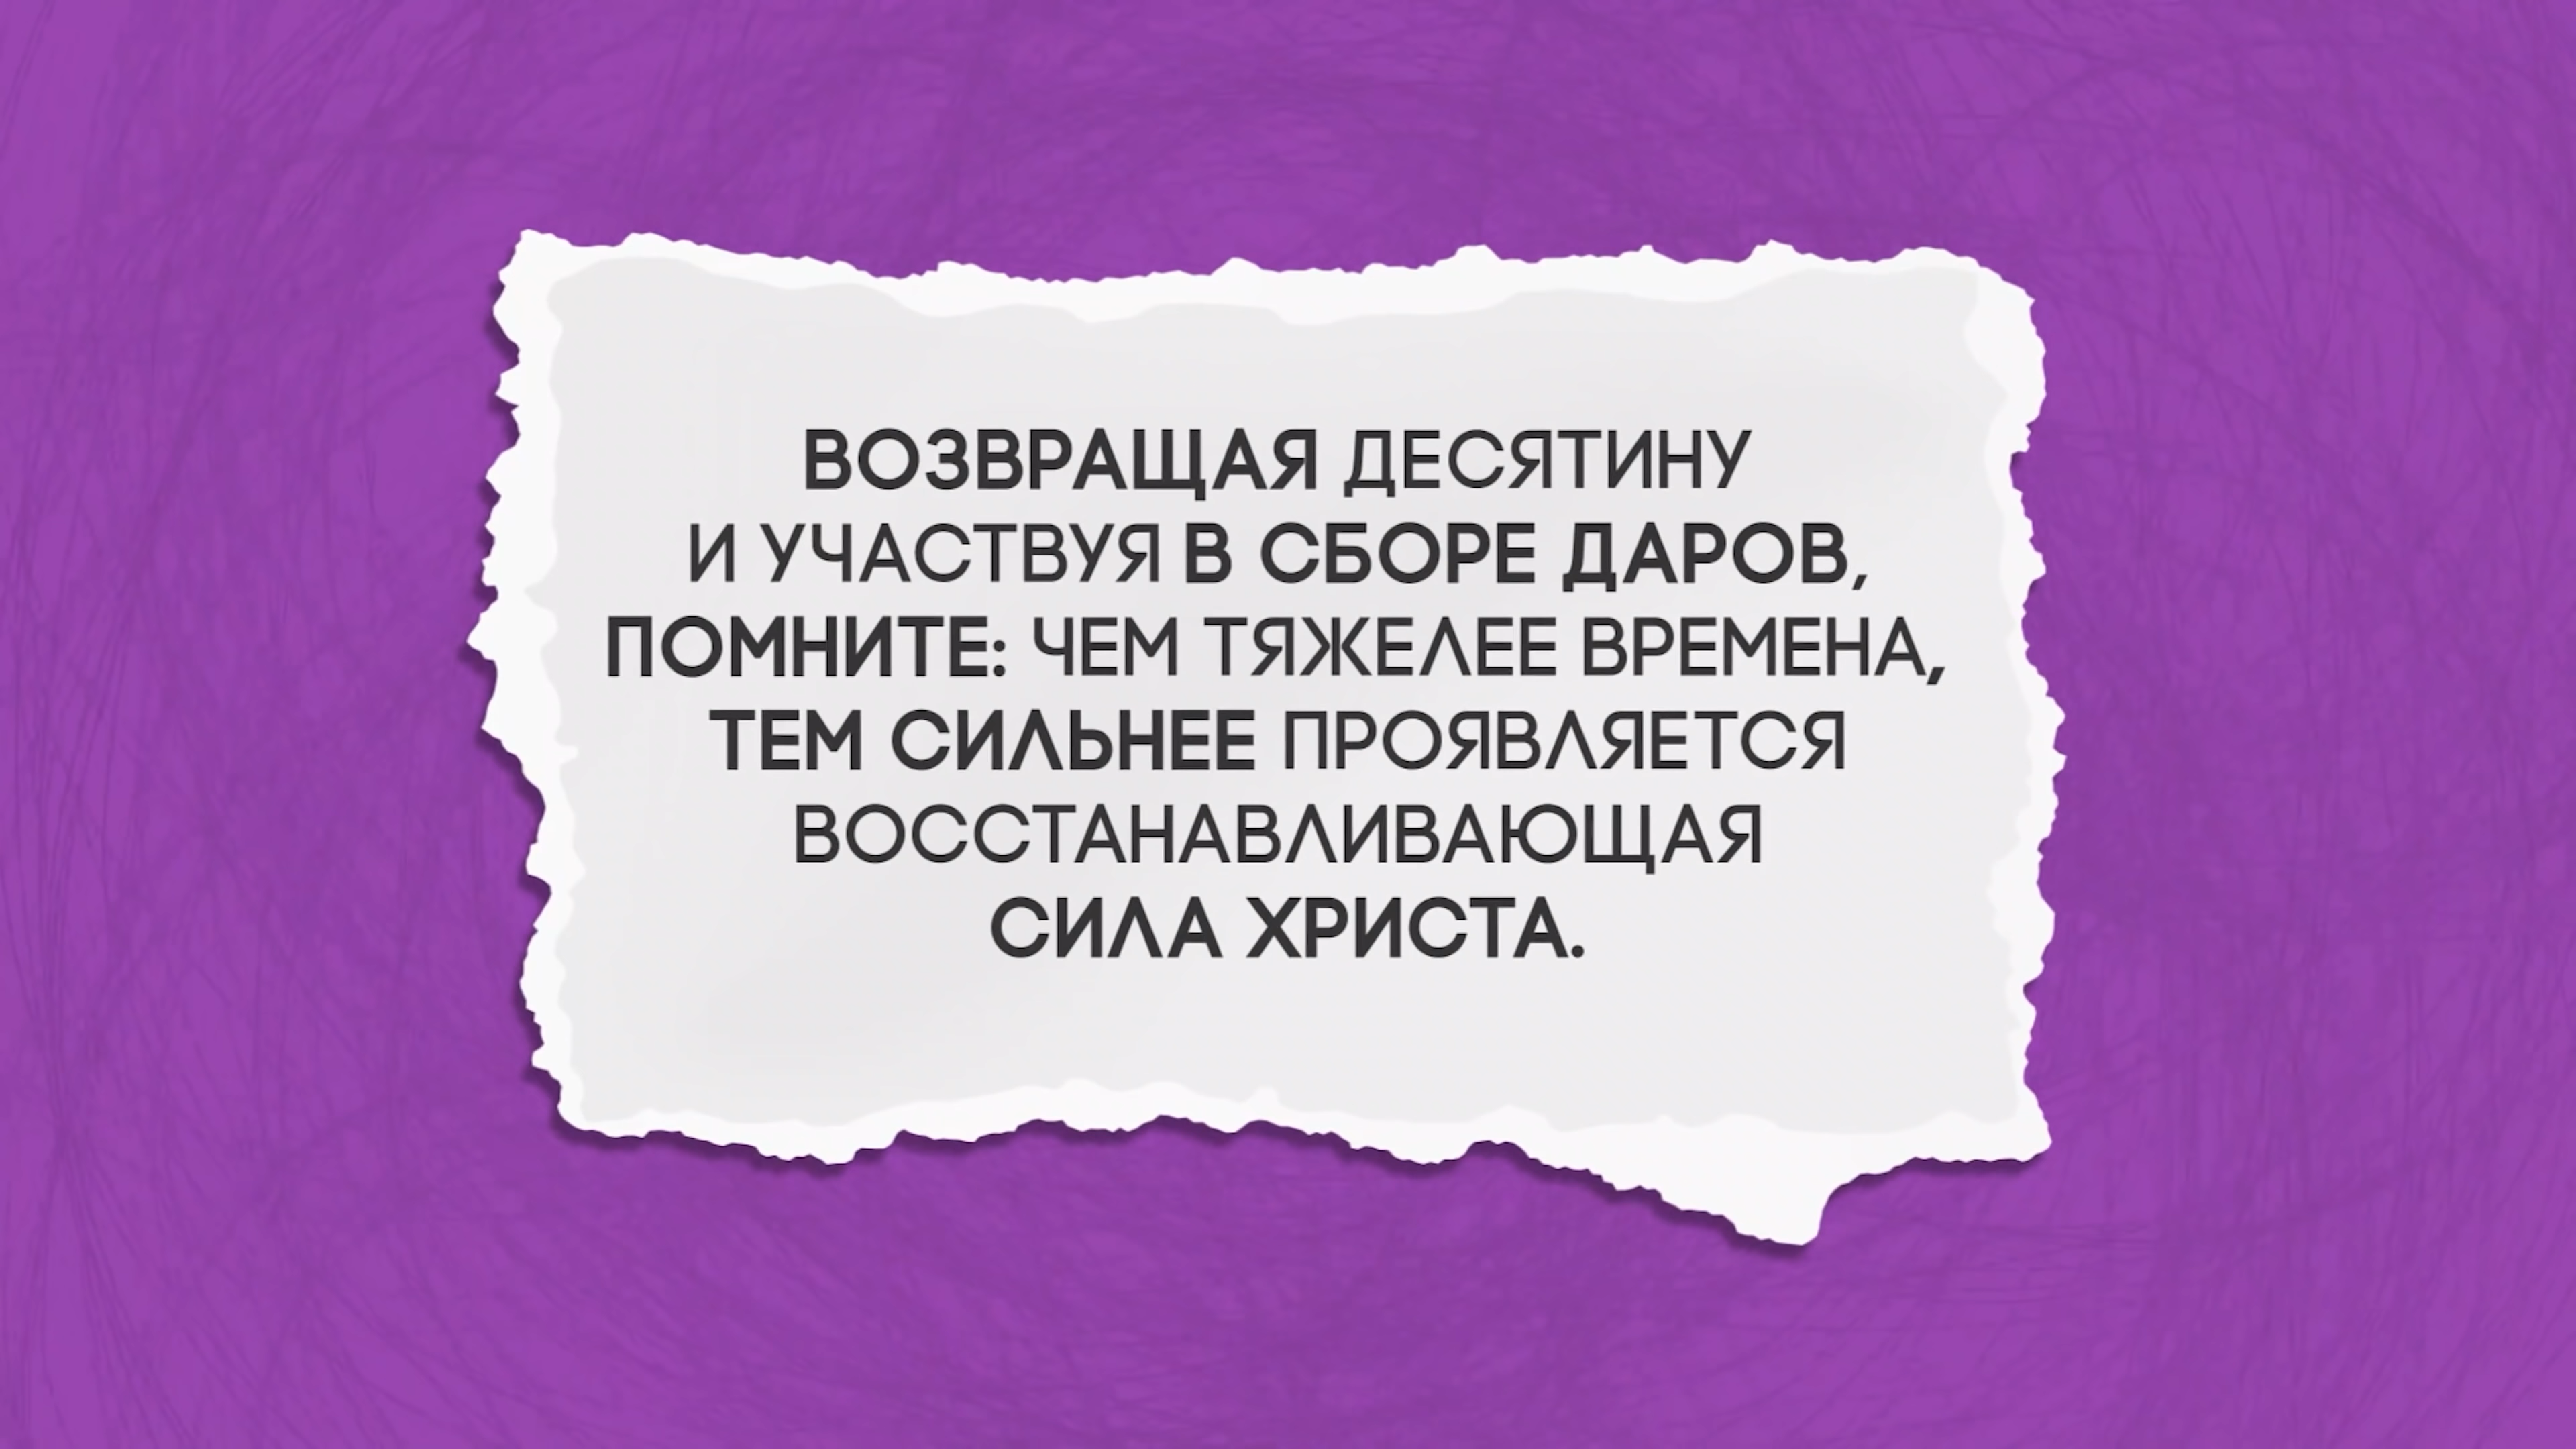 ВОЗВРАЩАЯ ДЕСЯТИНУ
И УЧАСТВУЯ В СБОРЕ ДАРОВ,
ПОМНИТЕ: ЧЕМ ТЯЖЕЛЕЕ ВРЕМЕНА,
ТЕМ СИЛЬНЕЕ ПРОЯВЛЯЕТСЯ
ВОССТАНАВЛИВАЮЩАЯ
СИЛА ХРИСТА.